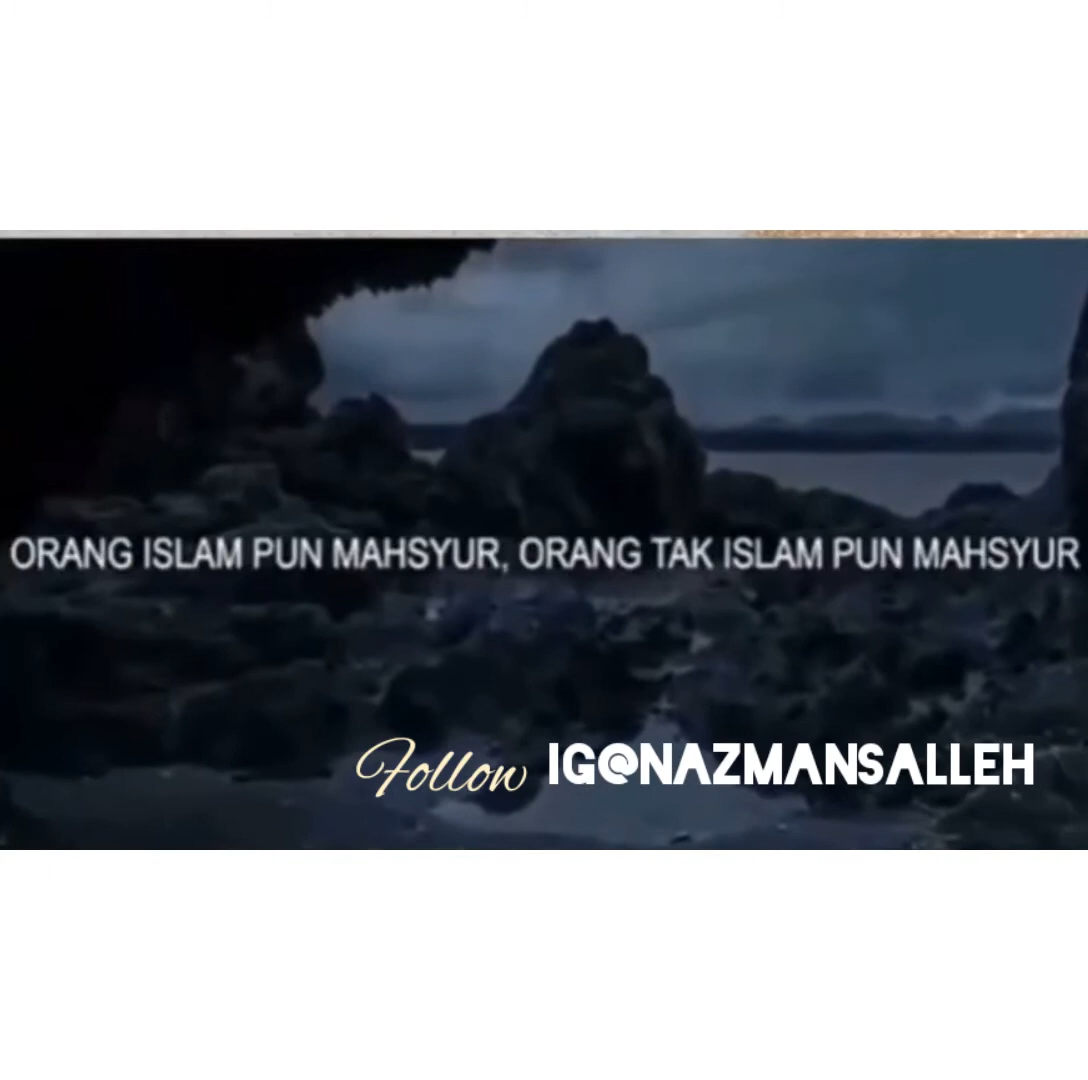 ORANG ISLAM PUN MAHSYUR, ORANG TAK ISLAM PUN MAHSYUR
Follow IG@NAZMANSALLEH